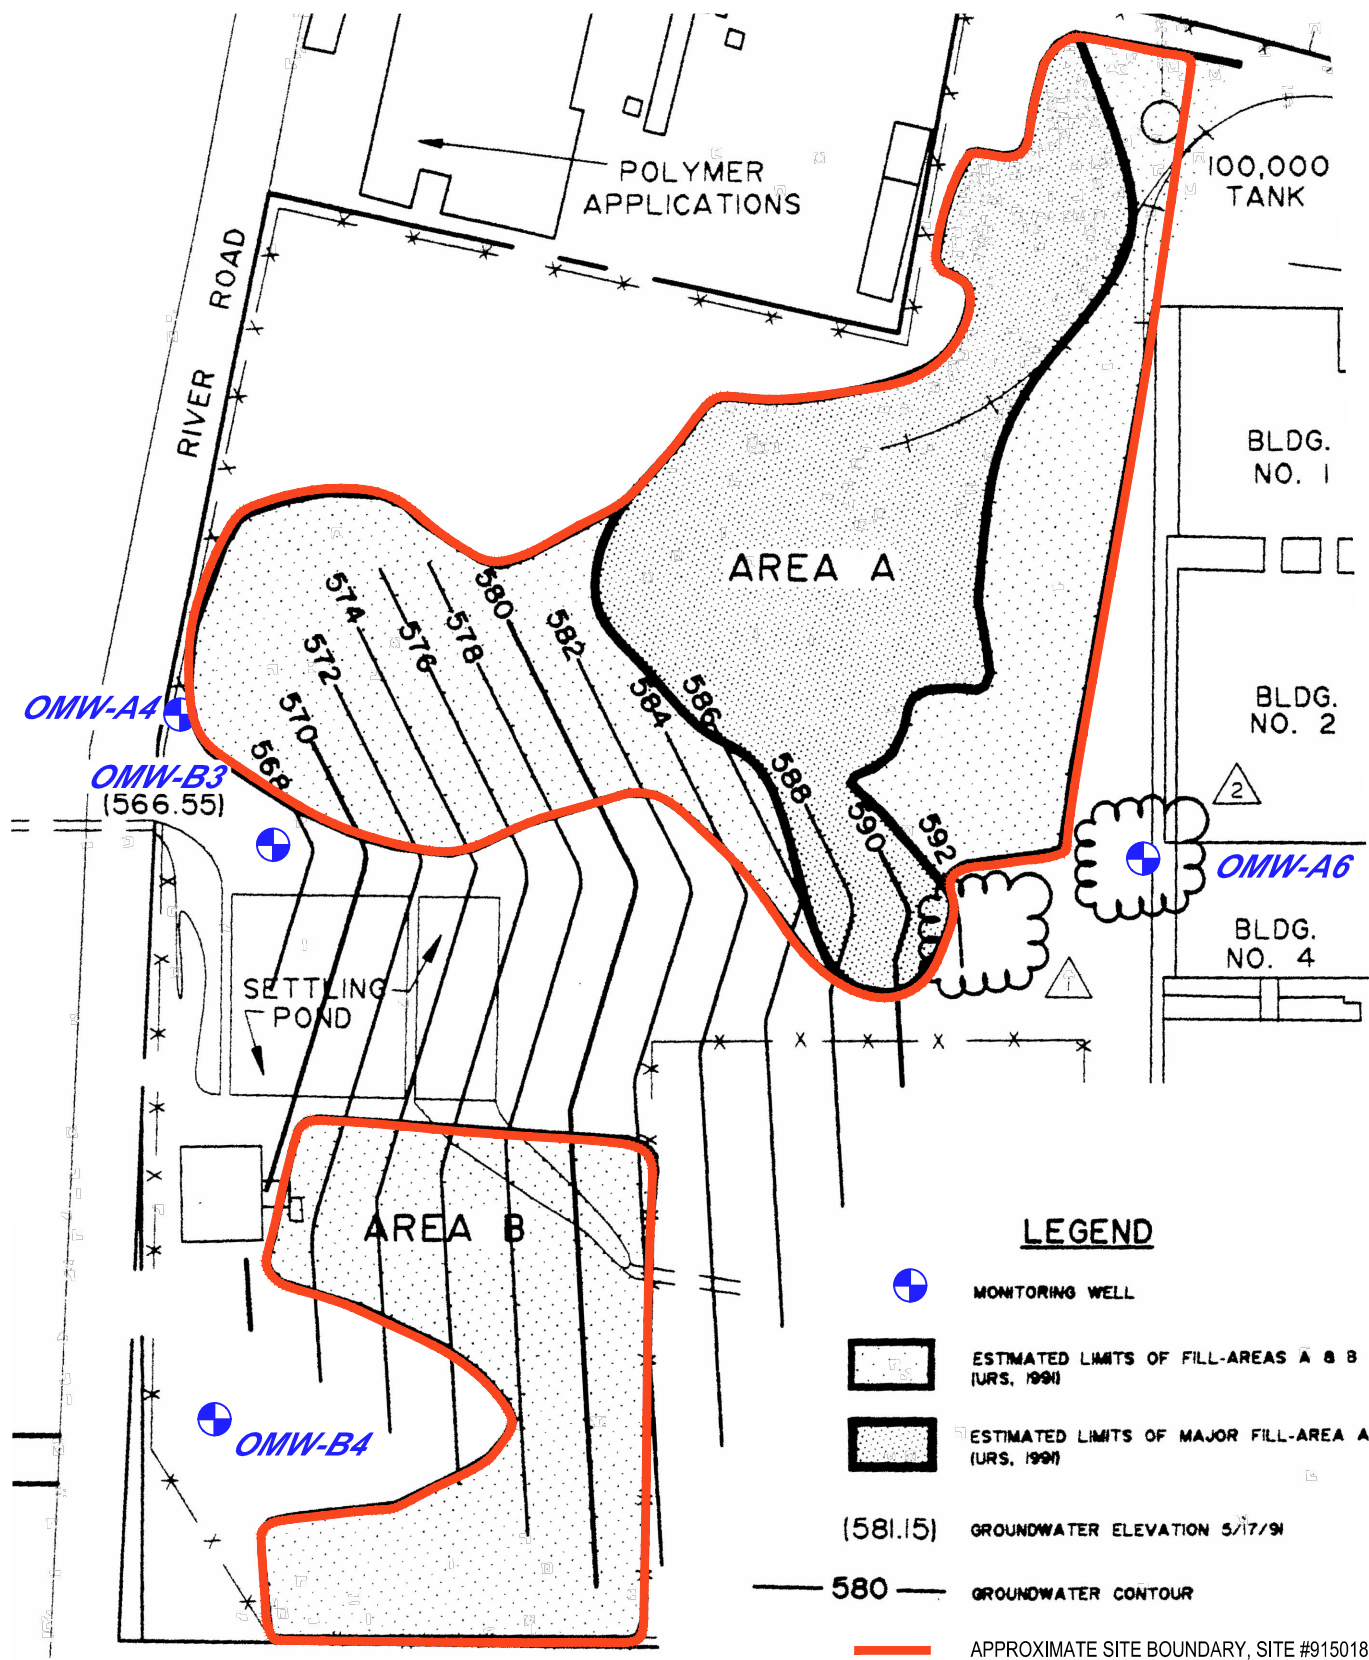 POLYMER
APPLICATIONS
100,000
TANK
RIVER ROAD
BLDG.
NO. 1
AREA A
574
576
578
580
582
572
570
568
584
586
588
590
592
OMW-A4
OMW-B3
(566.55)
BLDG.
NO. 2
2
OMW-A6
BLDG.
NO. 4
1
SETTLING
POND
AREA B
OMW-B4
LEGEND
MONITORING WELL
ESTIMATED LIMITS OF FILL-AREAS A & B
(URS, 1991)
ESTIMATED LIMITS OF MAJOR FILL-AREA A
(URS, 1991)
(581.15) GROUNDWATER ELEVATION 5/17/91
580 GROUNDWATER CONTOUR
APPROXIMATE SITE BOUNDARY, SITE #915018